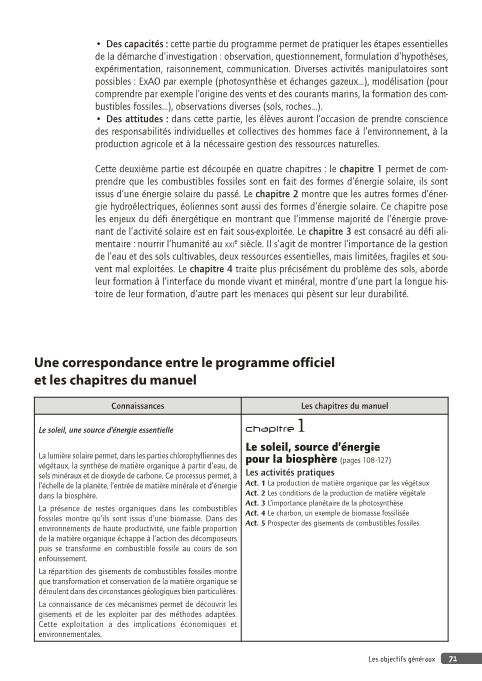 • Des capacités : cette partie du programme permet de pratiquer les étapes essentielles
de la démarche d'investigation : observation, questionnement, formulation d'hypothèses,
expérimentation, raisonnement, communication. Diverses activités manipulatoires sont
possibles : ExAO par exemple (photosynthèse et échanges gazeux...), modélisation (pour
comprendre par exemple l'origine des vents et des courants marins, la formation des com-
bustibles fossiles...), observations diverses (sols, roches...).
• Des attitudes : dans cette partie, les élèves auront l'occasion de prendre conscience
des responsabilités individuelles et collectives des hommes face à l'environnement, à la
production agricole et à la nécessaire gestion des ressources naturelles.
Cette deuxième partie est découpée en quatre chapitres : le chapitre 1 permet de com-
prendre que les combustibles fossiles sont en fait des formes d'énergie solaire, ils sont
issus d'une énergie solaire du passé. Le chapitre 2 montre que les autres formes d'éner-
gie hydroélectriques, éoliennes sont aussi des formes d'énergie solaire. Ce chapitre pose
les enjeux du défi énergétique en montrant que l'immense majorité de l'énergie prove-
nant de l'activité solaire est en fait sous-exploitée. Le chapitre 3 est consacré au défi ali-
mentaire : nourrir l'humanité au XXIe siècle. Il s'agit de montrer l'importance de la gestion
de l'eau et des sols cultivables, deux ressources essentielles, mais limitées, fragiles et sou-
vent mal exploitées. Le chapitre 4 traite plus précisément du problème des sols, aborde
leur formation à l'interface du monde vivant et minéral, montre d'une part la longue his-
toire de leur formation, d'autre part les menaces qui pèsent sur leur durabilité.
Une correspondance entre le programme officiel
et les chapitres du manuel
Connaissances
Les chapitres du manuel
Le soleil, une source d'énergie essentielle
La lumière solaire permet, dans les parties chlorophylliennes des
végétaux, la synthèse de matière organique à partir d'eau, de
sels minéraux et de dioxyde de carbone. Ce processus permet, à
l'échelle de la planète, l'entrée de matière minérale et d'énergie
dans la biosphère.
La présence de restes organiques dans les combustibles
fossiles montre qu'ils sont issus d'une biomasse. Dans des
environnements de haute productivité, une faible proportion
de la matière organique échappe à l'action des décomposeurs
puis se transforme en combustible fossile au cours de son
enfouissement.
La répartition des gisements de combustibles fossiles montre
que transformation et conservation de la matière organique se
déroulent dans des circonstances géologiques bien particulières.
La connaissance de ces mécanismes permet de découvrir les
gisements et de les exploiter par des méthodes adaptées.
Cette exploitation a des implications économiques et
environnementales.
chapitre 1
Le soleil, source d'énergie
pour la biosphère (pages 108-127)
Les activités pratiques
Act. 1 La production de matière organique par les végétaux
Act. 2 Les conditions de la production de matière végétale
Act. 3 L'importance planétaire de la photosynthèse
Act. 4 Le charbon, un exemple de biomasse fossilisée
Act. 5 Prospecter des gisements de combustibles fossiles
Les objectifs généraux 71